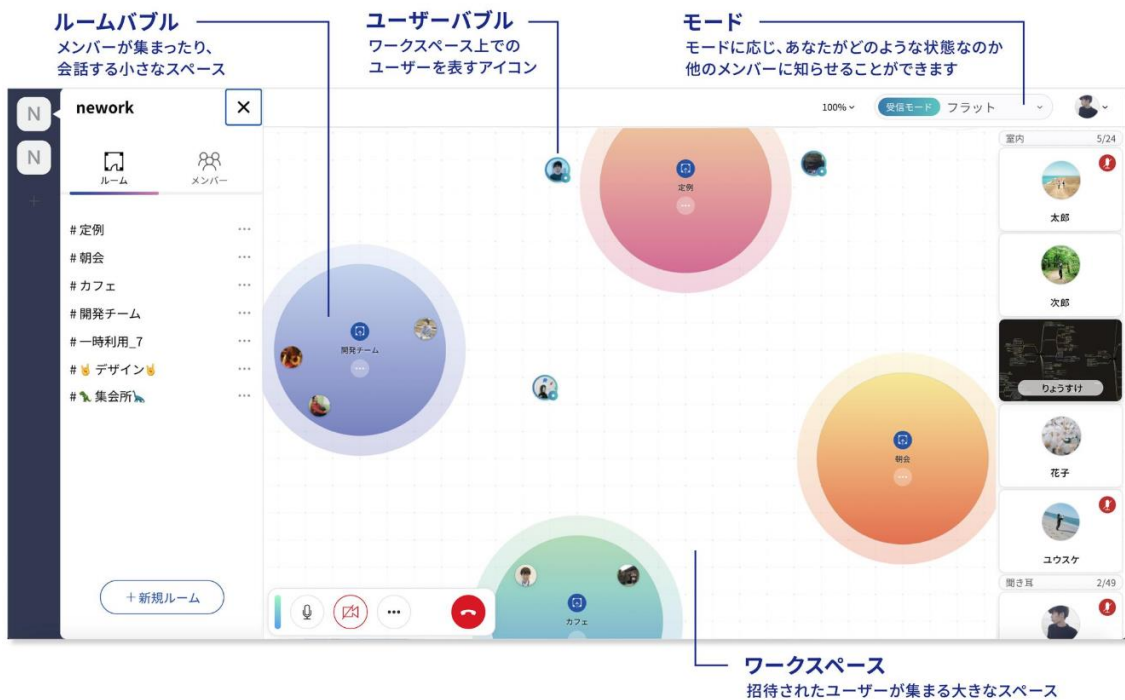 ルームバブル
メンバーが集まったり、
会話する小さなスペース
ユーザーバブル
ワークスペース上での
ユーザーを表すアイコン
モード
モードに応じ、あなたがどのような状態なのか
他のメンバーに知らせることができます
N
N
+
nework
×
ルーム
メンバー
# 定例
# 朝会
# カフェ
# 開発チーム
# 一時利用_7
# 🤘 デザイン🤘
# 🦖 集会所🦕
+ 新規ルーム
100%
受信モード フラット
定例
開発チーム
朝会
カフェ
室内 5/24
太郎
次郎
りょうすけ
花子
ユウスケ
聞き耳 2/49
ワークスペース
招待されたユーザーが集まる大きなスペース